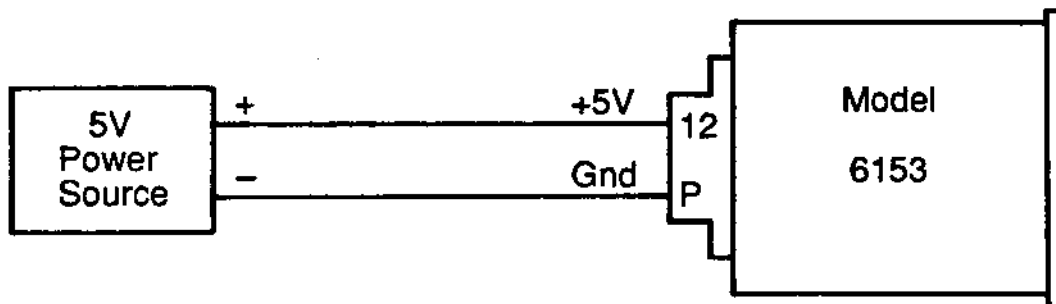 5V
Power
Source
+
-
+5V
Gnd
12
P
Model
6153